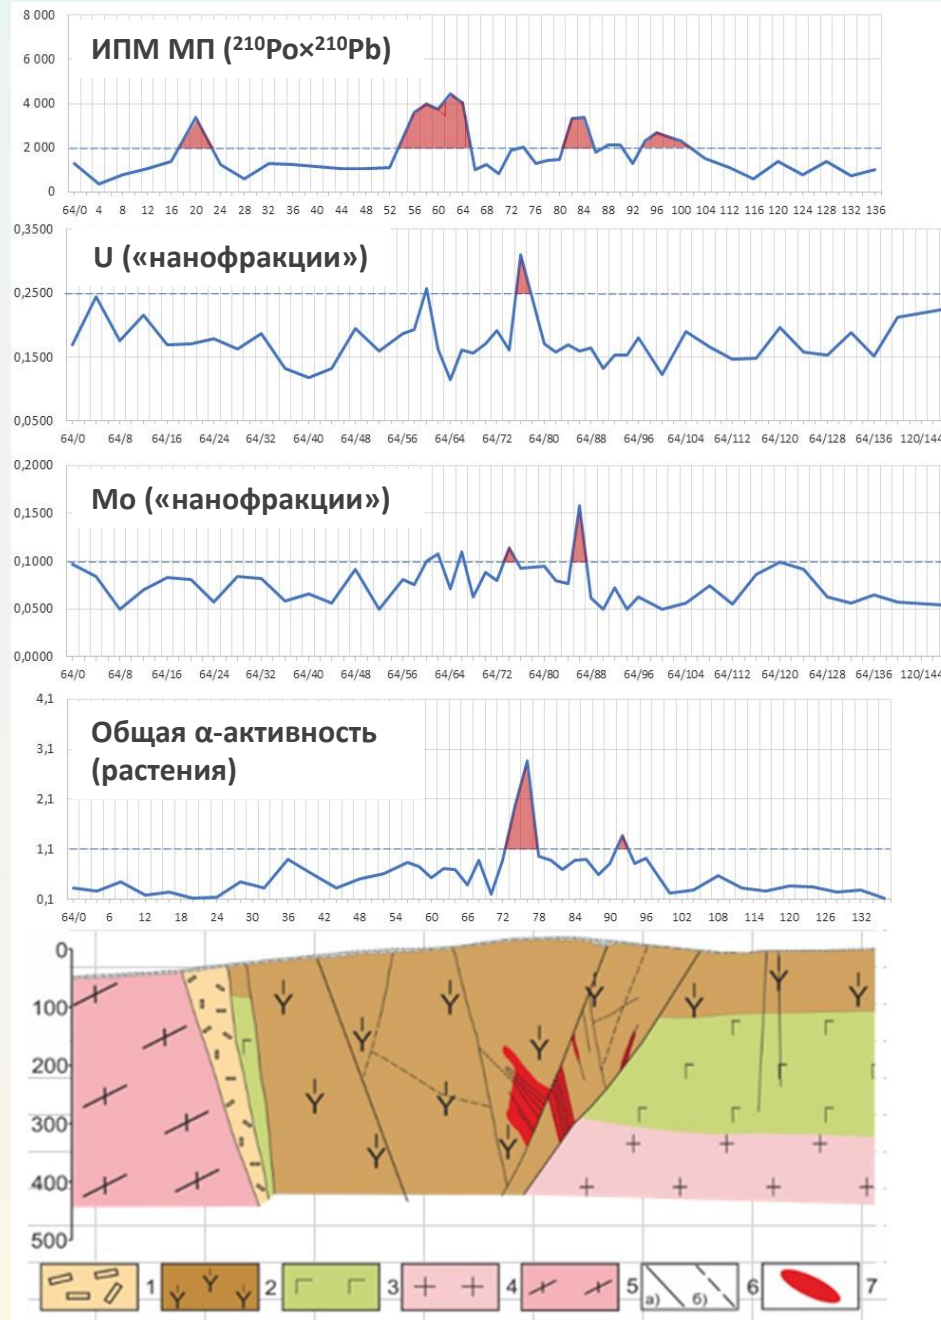 8 000
6 000
4 000
2 000
0
ИПМ МП (²¹⁰Po×²¹⁰Pb)
64/0 4 8 12 16 20 24 28 32 36 40 44 48 52 56 60 64 68 72 76 80 84 88 92 96 100 104 108 112 116 120 124 128 132 136
0,3500
0,2500
0,1500
0,0500
U («нанофракции»)
64/0 64/8 64/16 64/24 64/32 64/40 64/48 64/56 64/64 64/72 64/80 64/88 64/96 64/104 64/112 64/120 64/128 64/136 120/144
0,2000
0,1500
0,1000
0,0500
0,0000
Mo («нанофракции»)
64/0 64/8 64/16 64/24 64/32 64/40 64/48 64/56 64/64 64/72 64/80 64/88 64/96 64/104 64/112 64/120 64/128 64/136 120/144
4,1
3,1
2,1
1,1
0,1
Общая α-активность
(растения)
64/0 6 12 18 24 30 36 42 48 54 60 66 72 78 84 90 96 102 108 114 120 126 132
0
100
200
300
400
500
1 2 3 4 5 а) б) 6 7